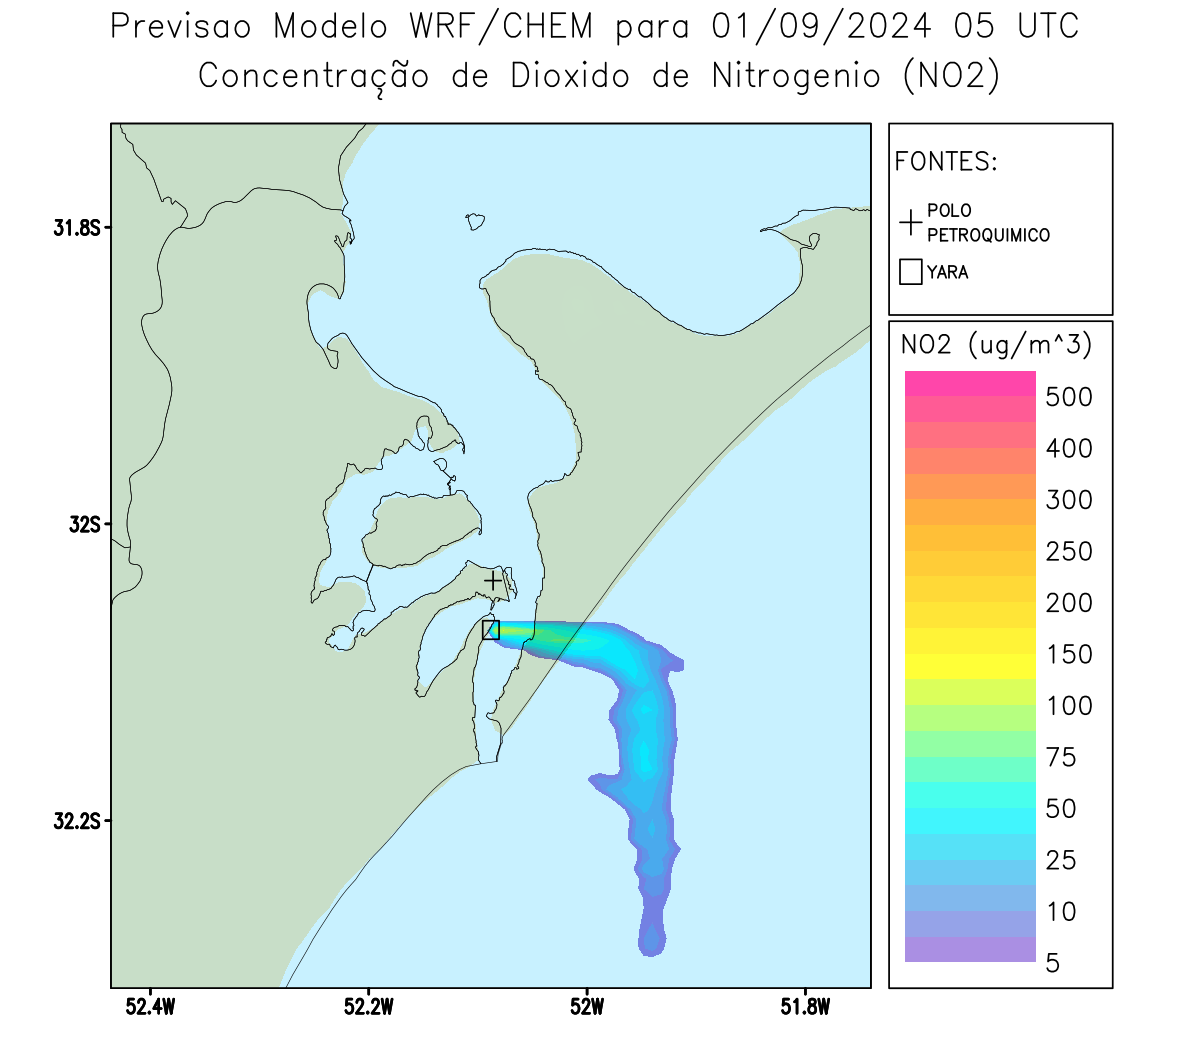 Previsao Modelo WRF/CHEM para 01/09/2024 05 UTC
Concentração de Dioxido de Nitrogenio (NO2)
FONTES:
POLO
PETROQUIMICO
YARA
31.8S
32S
32.2S
52.4W
52.2W
52W
51.8W
NO2 (ug/m^3)
500
400
300
250
200
150
100
75
50
25
10
5